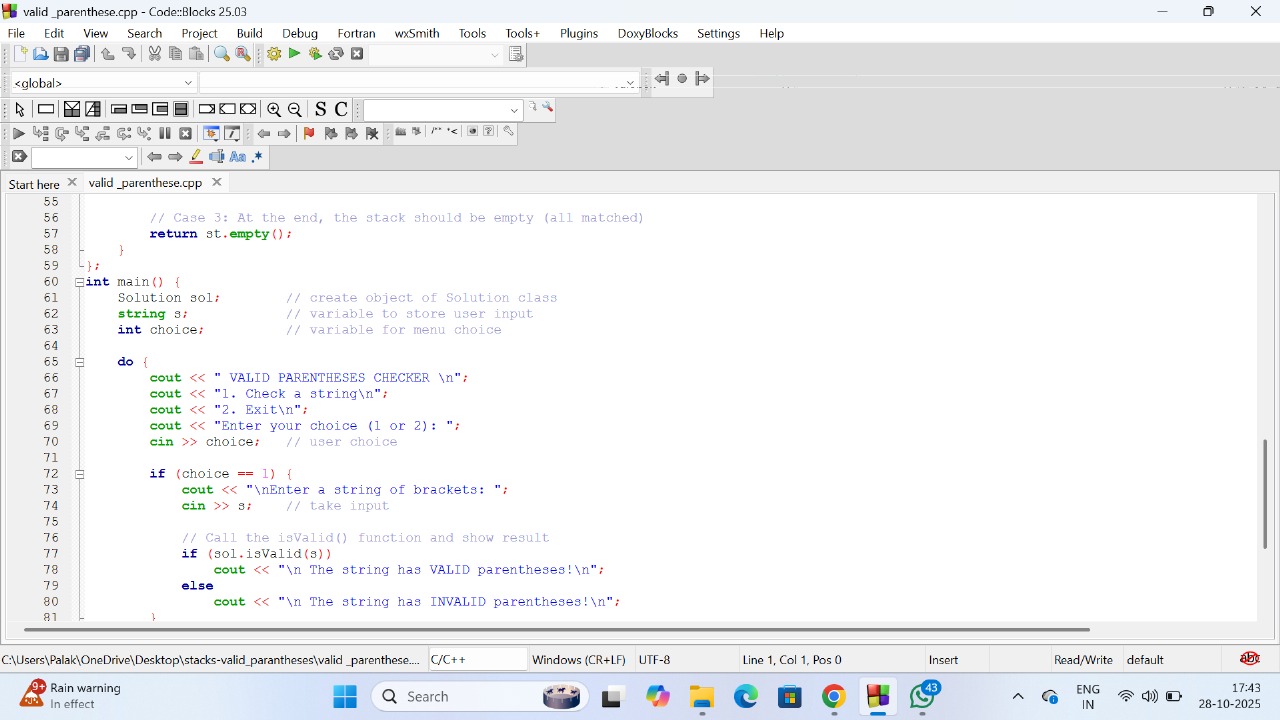 valid _parenthese.cpp - Code::Blocks 25.03
File Edit View Search Project Build Debug Fortran wxSmith Tools Tools+ Plugins DoxyBlocks Settings Help
<global>
S C
Aa .*
Start here valid _parenthese.cpp
55
56 // Case 3: At the end, the stack should be empty (all matched)
57 return st.empty();
58 }
59 };
60 int main() {
61 Solution sol; // create object of Solution class
62 string s; // variable to store user input
63 int choice; // variable for menu choice
64
65 do {
66 cout << " VALID PARENTHESES CHECKER \n";
67 cout << "1. Check a string\n";
68 cout << "2. Exit\n";
69 cout << "Enter your choice (1 or 2): ";
70 cin >> choice; // user choice
71
72 if (choice == 1) {
73 cout << "\nEnter a string of brackets: ";
74 cin >> s; // take input
75
76 // Call the isValid() function and show result
77 if (sol.isValid(s))
78 cout << "\n The string has VALID parentheses!\n";
79 else
80 cout << "\n The string has INVALID parentheses!\n";
81 }
C:\Users\Palak\OneDrive\Desktop\stacks-valid_parantheses\valid _parenthese.... C/C++ Windows (CR+LF) UTF-8 Line 1, Col 1, Pos 0 Insert Read/Write default abc
9+ Rain warning
In effect
Search
43
ENG
IN
17:43
28-10-2025